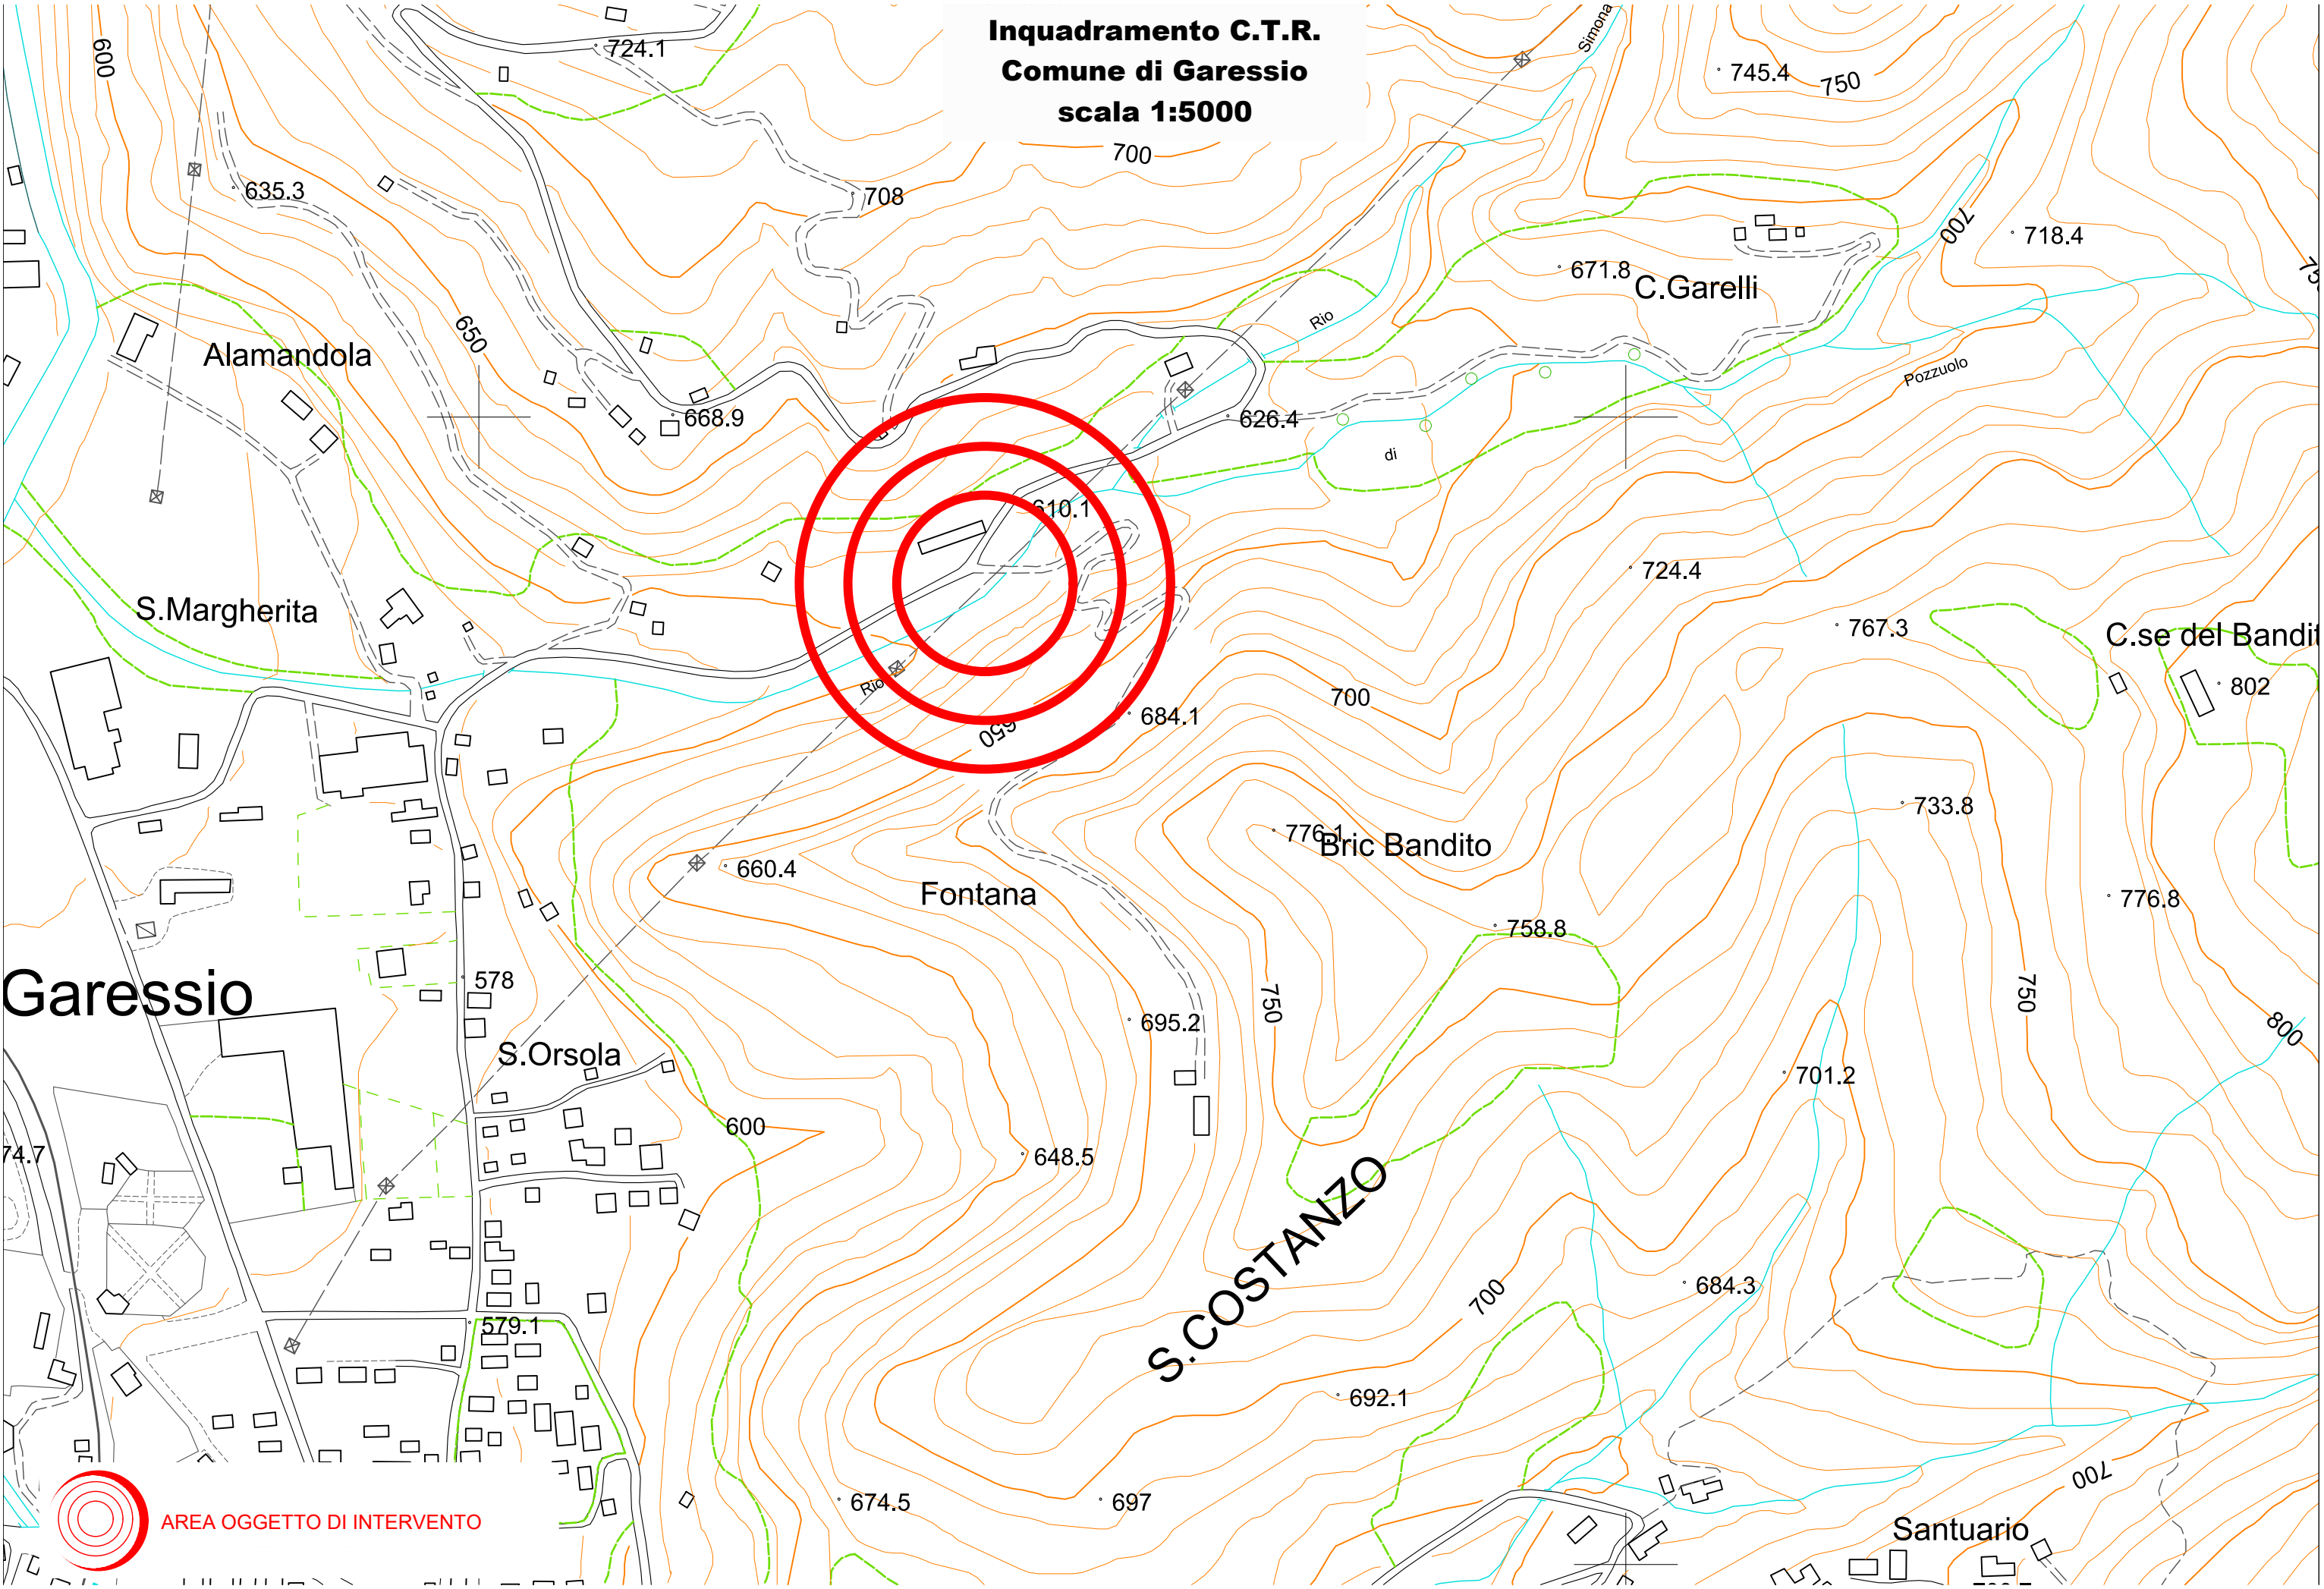 Inquadramento C.T.R.
Comune di Garessio
scala 1:5000
600
724.1
Simona
745.4
750
700
635.3
708
700
718.4
671.8
C.Garelli
Rio
650
Alamandola
Pozzuolo
668.9
626.4
di
610.1
724.4
S.Margherita
767.3
C.se del Bandit
802
Rio
700
684.1
650
733.8
776.1
Bric Bandito
660.4
Fontana
776.8
758.8
578
Garessio
750
750
695.2
800
S.Orsola
701.2
600
74.7
648.5
S.COSTANZO
684.3
700
579.1
692.1
700
674.5
697
AREA OGGETTO DI INTERVENTO
Santuario